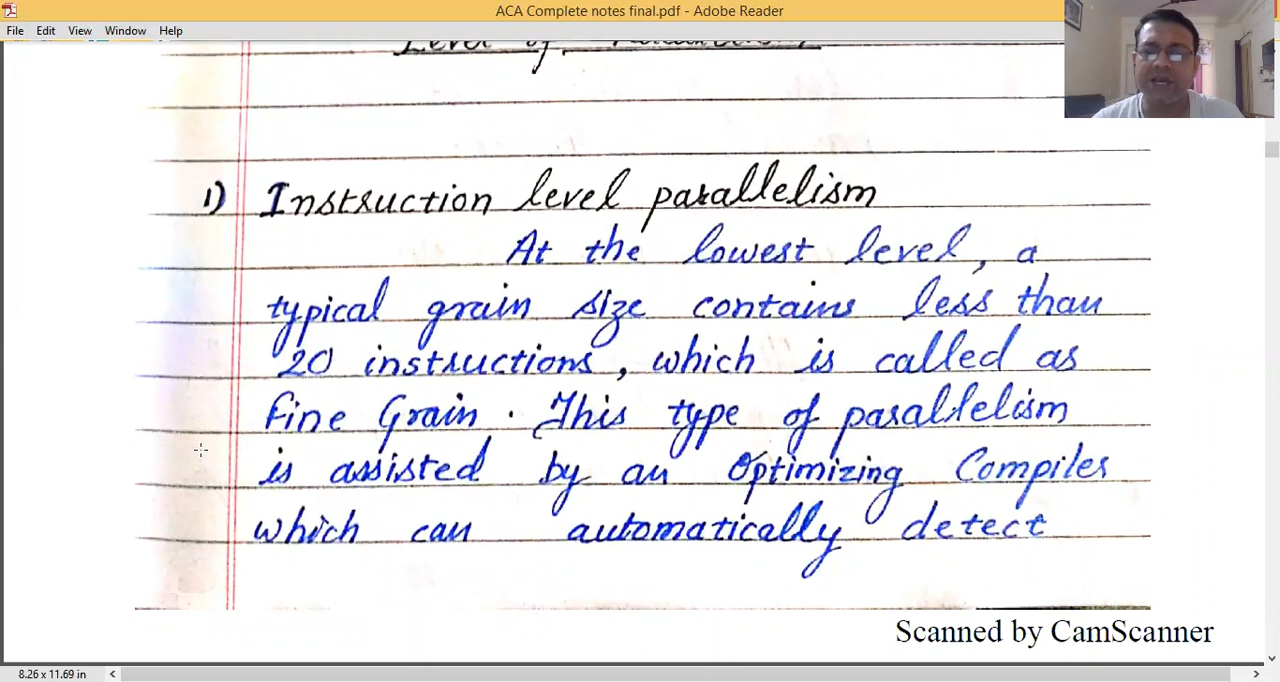 ACA Complete notes final.pdf - Adobe Reader
File Edit View Window Help
Level of
1) Instruction level parallelism
At the lowest level, a
typical grain size contains less than
20 instructions, which is called as
Fine Grain. This type of parallelism
is assisted by an Optimizing Compiler
which can automatically detect
Scanned by CamScanner
8.26 x 11.69 in